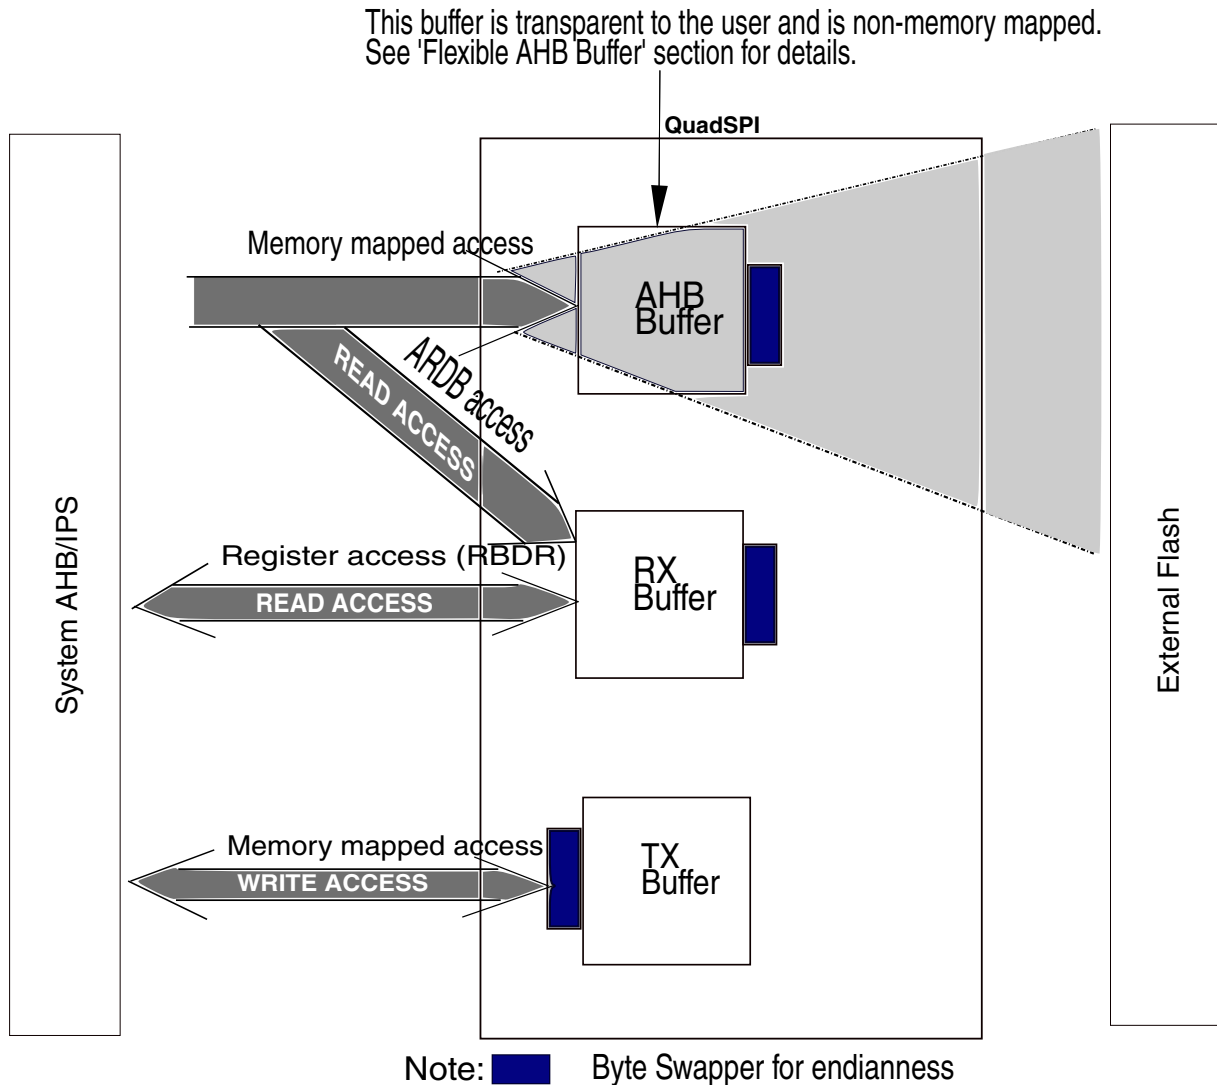 This buffer is transparent to the user and is non-memory mapped.
See 'Flexible AHB Buffer' section for details.
QuadSPI
Memory mapped access
AHB
Buffer
ARDB access
READ ACCESS
System AHB/IPS
External Flash
Register access (RBDR)
READ ACCESS
RX
Buffer
Memory mapped access
WRITE ACCESS
TX
Buffer
Note:
Byte Swapper for endianness